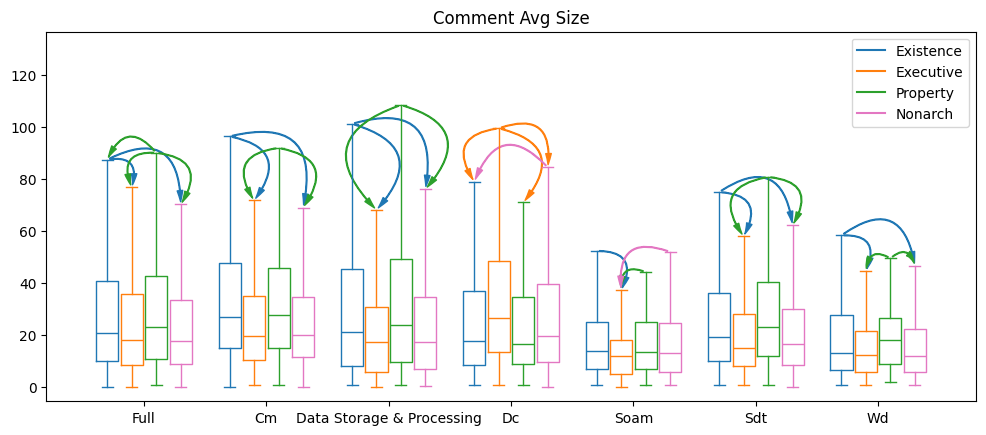 Comment Avg Size
Existence
Executive
Property
Nonarch
120
100
80
60
40
20
0
Full Cm Data Storage & Processing Dc Soam Sdt Wd